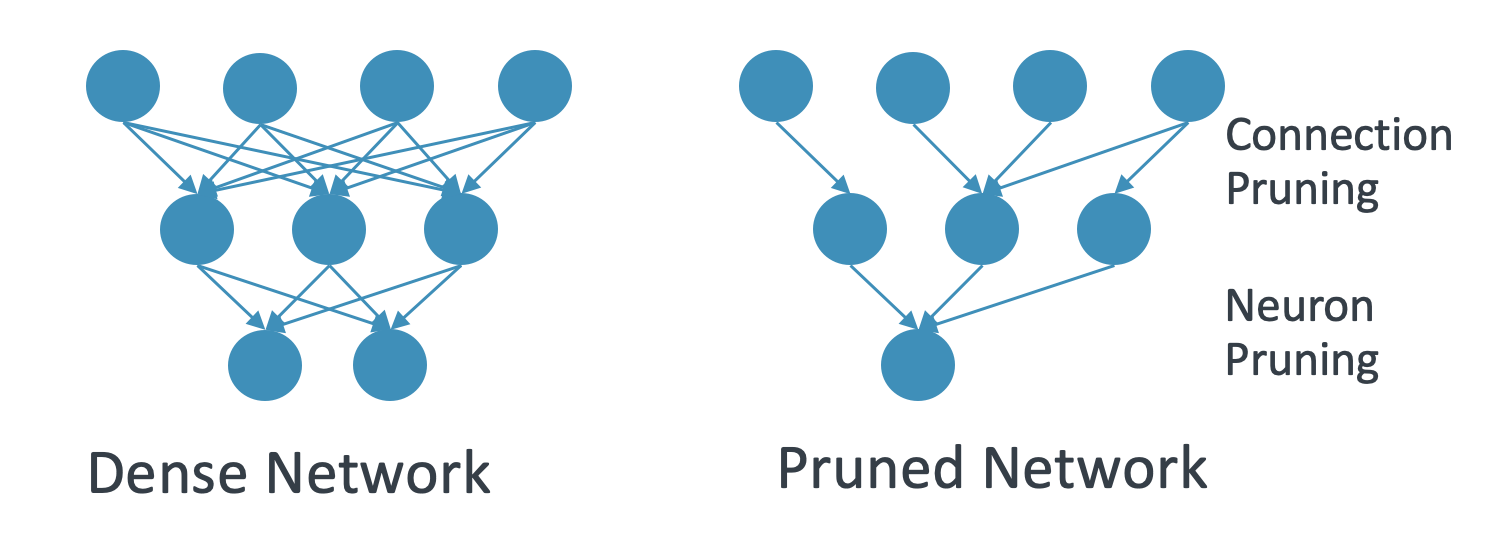 Connection
Pruning
Neuron
Pruning
Dense Network
Pruned Network